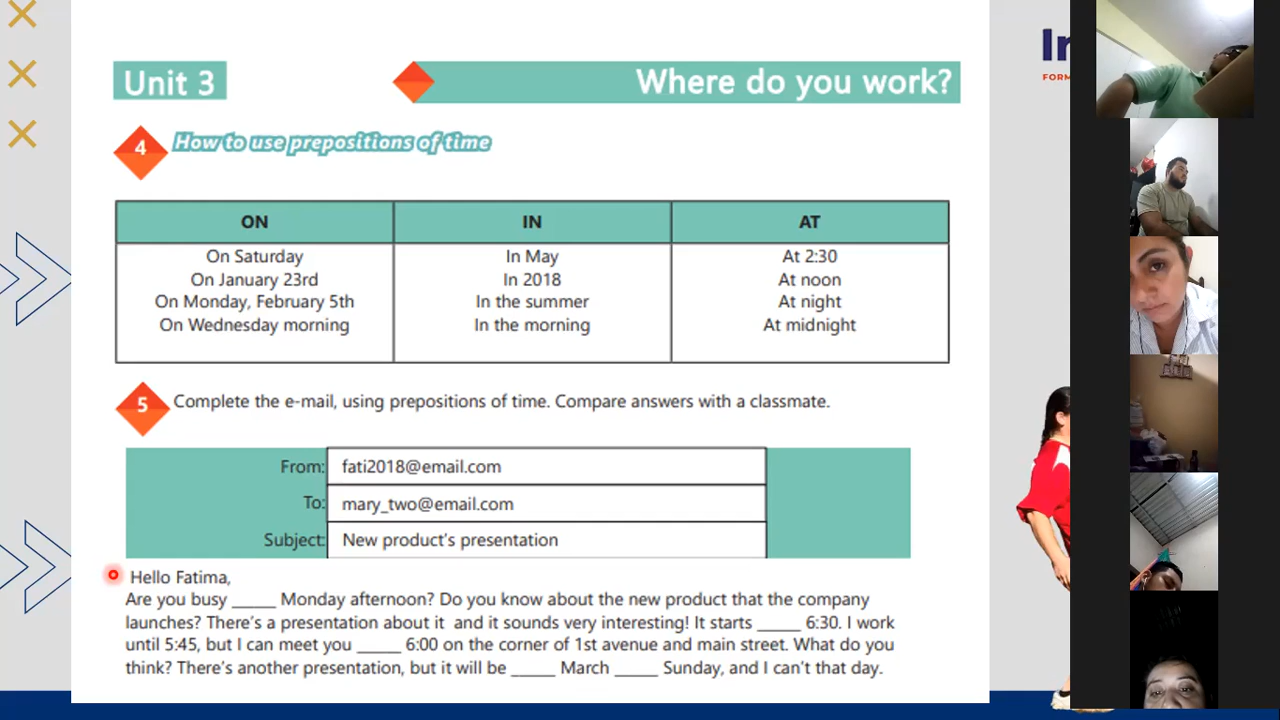 Unit 3
Where do you work?
4
How to use prepositions of time
ON IN AT
On Saturday In May At 2:30
On January 23rd In 2018 At noon
On Monday, February 5th In the summer At night
On Wednesday morning In the morning At midnight
5
Complete the e-mail, using prepositions of time. Compare answers with a classmate.
From: fati2018@email.com
To: mary_two@email.com
Subject: New product's presentation
Hello Fatima,
Are you busy _____ Monday afternoon? Do you know about the new product that the company
launches? There's a presentation about it and it sounds very interesting! It starts _____ 6:30. I work
until 5:45, but I can meet you _____ 6:00 on the corner of 1st avenue and main street. What do you
think? There's another presentation, but it will be _____ March _____ Sunday, and I can't that day.